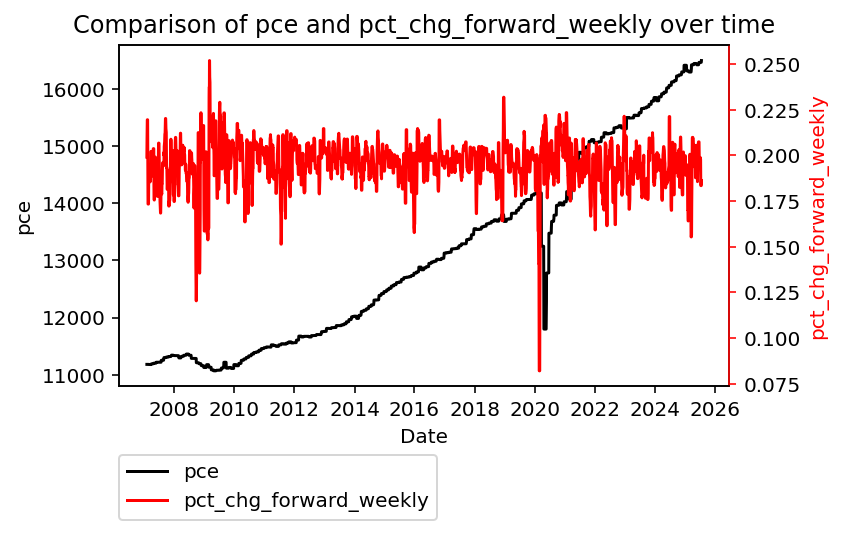 Comparison of pce and pct_chg_forward_weekly over time
pce
16000
15000
14000
13000
12000
11000
0.250
0.225
0.200
0.175
0.150
0.125
0.100
0.075
pct_chg_forward_weekly
2008 2010 2012 2014 2016 2018 2020 2022 2024 2026
Date
pce
pct_chg_forward_weekly